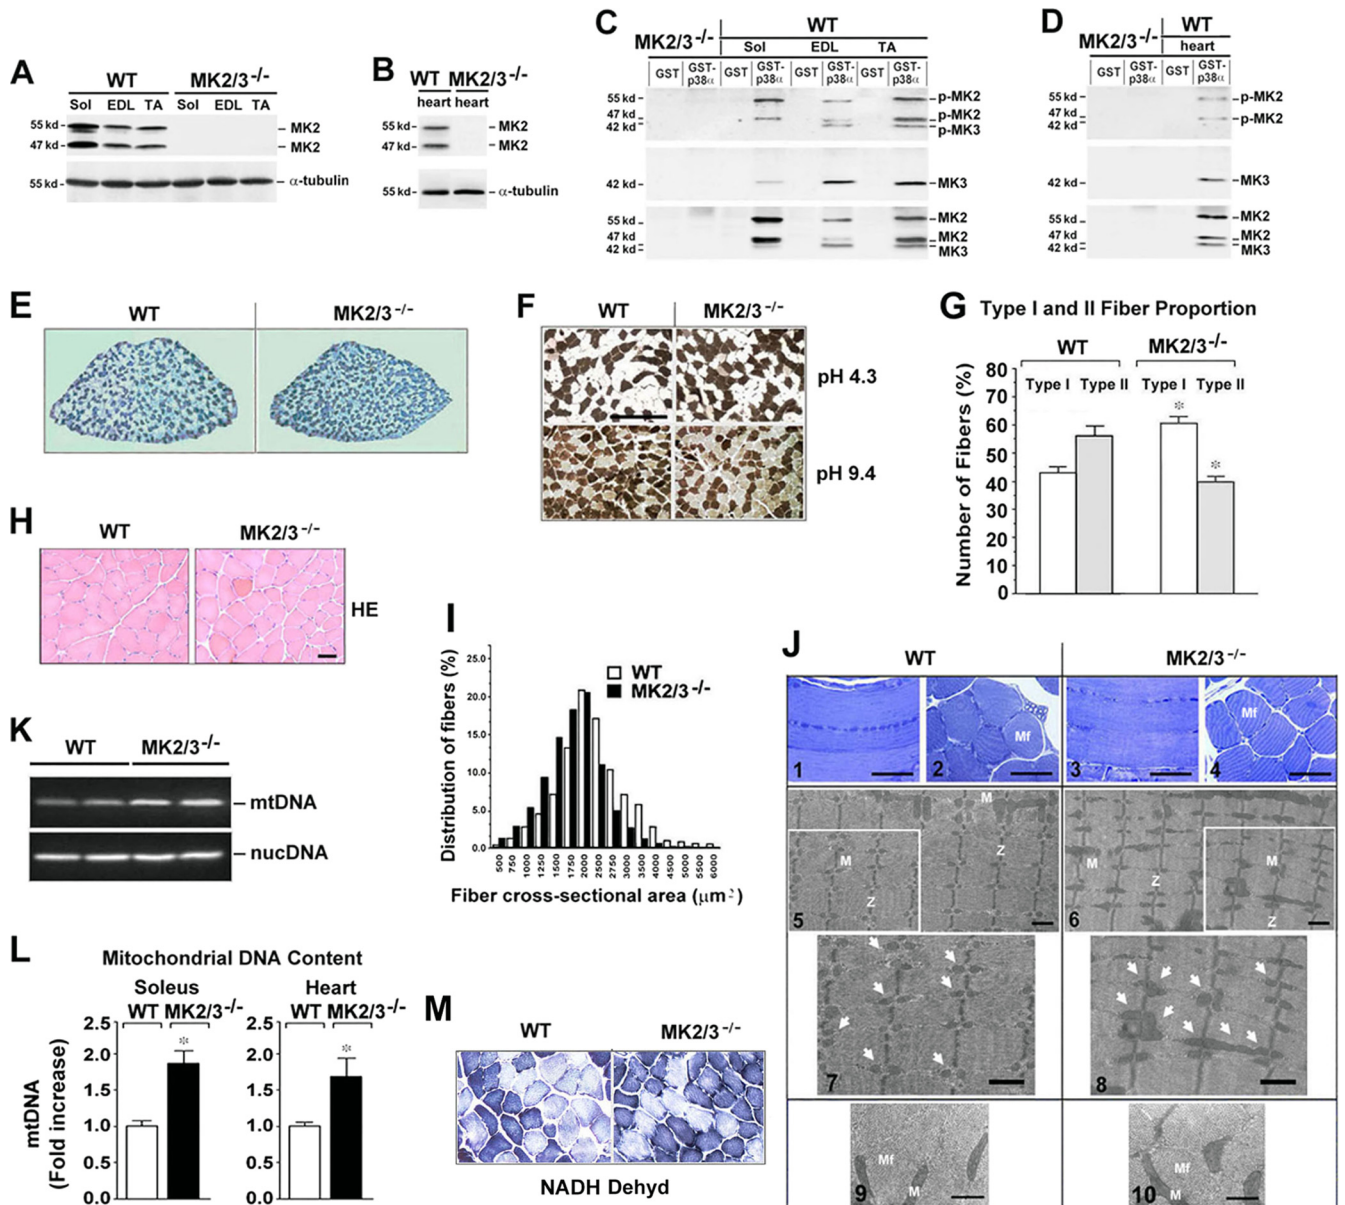 A
WT MK2/3-/-
Sol EDL TA Sol EDL TA
55 kd MK2
47 kd MK2
55 kd α-tubulin
B
WT MK2/3-/-
heart heart
55 kd MK2
47 kd MK2
55 kd α-tubulin
C
MK2/3-/- WT
Sol EDL TA
GST GST-p38α GST GST-p38α GST GST-p38α GST GST-p38α
55 kd p-MK2
47 kd p-MK2
42 kd p-MK3
42 kd MK3
55 kd MK2
47 kd MK2
42 kd MK3
D
MK2/3-/- WT
heart
GST GST-p38α GST GST-p38α
55 kd p-MK2
47 kd p-MK2
42 kd
42 kd MK3
55 kd MK2
47 kd MK2
42 kd MK3
E
WT MK2/3-/-
F
WT MK2/3-/-
pH 4.3
pH 9.4
G Type I and II Fiber Proportion
WT MK2/3-/-
Type I Type II Type I Type II
Number of Fibers (%)
80
70
60
50
40
30
20
10
0
* *
H
WT MK2/3-/-
HE
I
WT
MK2/3-/-
Distribution of fibers (%)
25.0
20.0
15.0
10.0
5.0
0.0
500 750 1000 1250 1500 1750 2000 2500 2750 3000 3500 4000 4500 5000 5500 6000
Fiber cross-sectional area (μm2)
J
WT MK2/3-/-
1 2 Mf 3 4 Mf
5 M M Z Z
6 M Z M Z
7 8
9 Mf M 10 Mf M
K
WT MK2/3-/-
mtDNA
nucDNA
L
Mitochondrial DNA Content
Soleus Heart
WT MK2/3-/- WT MK2/3-/-
mtDNA
(Fold increase)
2.5 2.5
2.0 2.0
1.5 1.5
1.0 1.0
0.5 0.5
0.0 0.0
* *
M
WT MK2/3-/-
NADH Dehyd